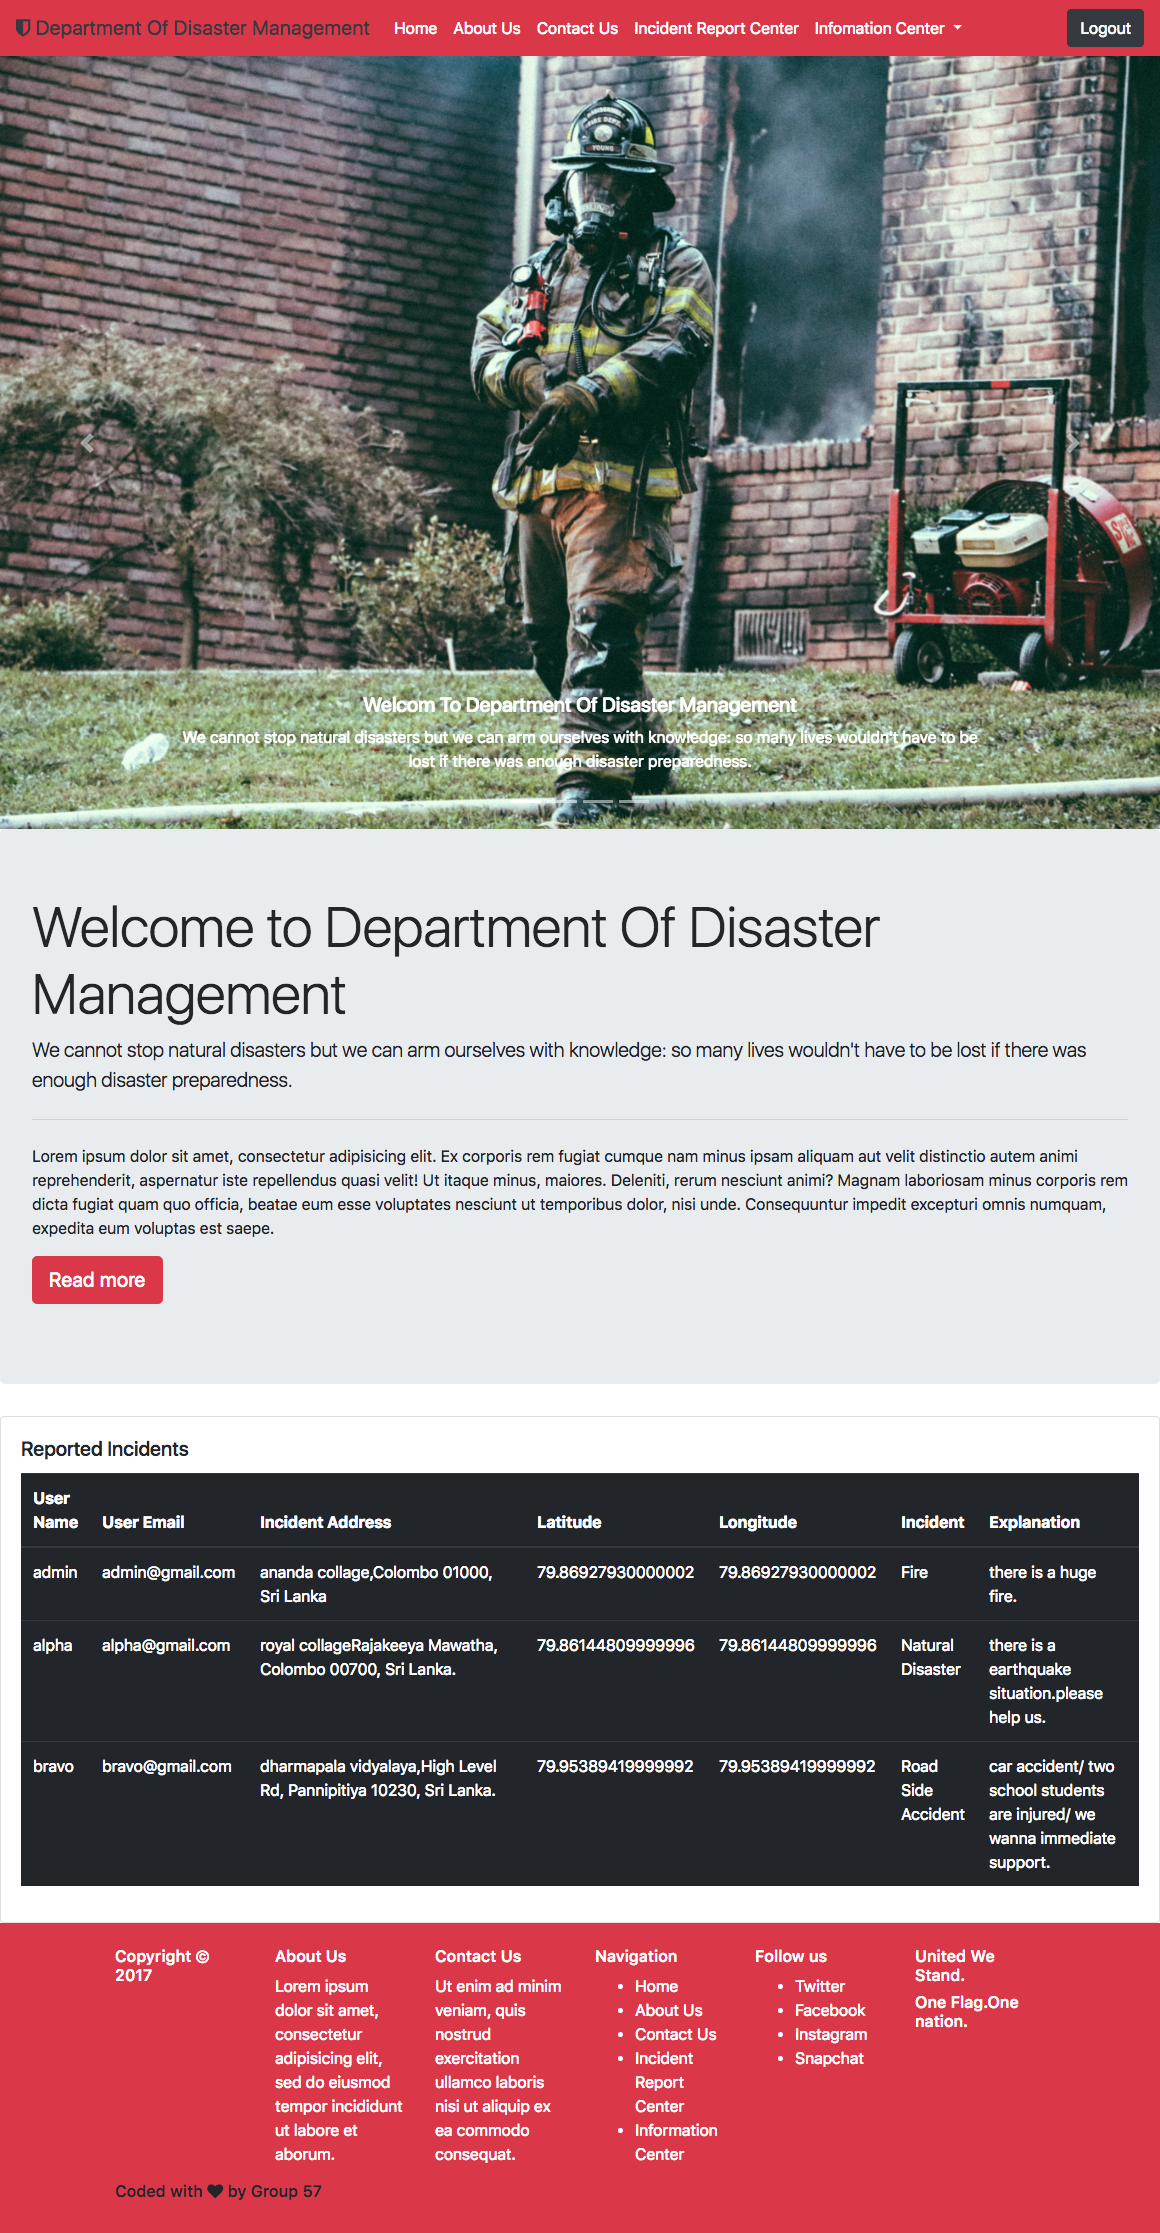 Department Of Disaster Management Home About Us Contact Us Incident Report Center Infomation Center Logout
FIRE DEPT.
YOUNG
Welcom To Department Of Disaster Management
We cannot stop natural disasters but we can arm ourselves with knowledge: so many lives wouldn't have to be
lost if there was enough disaster preparedness.
Welcome to Department Of Disaster
Management
We cannot stop natural disasters but we can arm ourselves with knowledge: so many lives wouldn't have to be lost if there was
enough disaster preparedness.
Lorem ipsum dolor sit amet, consectetur adipisicing elit. Ex corporis rem fugiat cumque nam minus ipsam aliquam aut velit distinctio autem animi
reprehenderit, aspernatur iste repellendus quasi velit! Ut itaque minus, maiores. Deleniti, rerum nesciunt animi? Magnam laboriosam minus corporis rem
dicta fugiat quam quo officia, beatae eum esse voluptates nesciunt ut temporibus dolor, nisi unde. Consequuntur impedit excepturi omnis numquam,
expedita eum voluptas est saepe.
Read more
Reported Incidents
User
Name User Email Incident Address Latitude Longitude Incident Explanation
admin admin@gmail.com ananda collage,Colombo 01000, 79.86927930000002 79.86927930000002 Fire there is a huge
Sri Lanka fire.
alpha alpha@gmail.com royal collageRajakeeya Mawatha, 79.86144809999996 79.86144809999996 Natural there is a
Colombo 00700, Sri Lanka. Disaster earthquake
situation.please
help us.
bravo bravo@gmail.com dharmapala vidyalaya,High Level 79.95389419999992 79.95389419999992 Road car accident/ two
Rd, Pannipitiya 10230, Sri Lanka. Side school students
Accident are injured/ we
wanna immediate
support.
Copyright ©
2017
About Us
Lorem ipsum
dolor sit amet,
consectetur
adipisicing elit,
sed do eiusmod
tempor incididunt
ut labore et
aborum.
Contact Us
Ut enim ad minim
veniam, quis
nostrud
exercitation
ullamco laboris
nisi ut aliquip ex
ea commodo
consequat.
Navigation
Home
About Us
Contact Us
Incident
Report
Center
Information
Center
Follow us
Twitter
Facebook
Instagram
Snapchat
United We
Stand.
One Flag.One
nation.
Coded with ♥ by Group 57